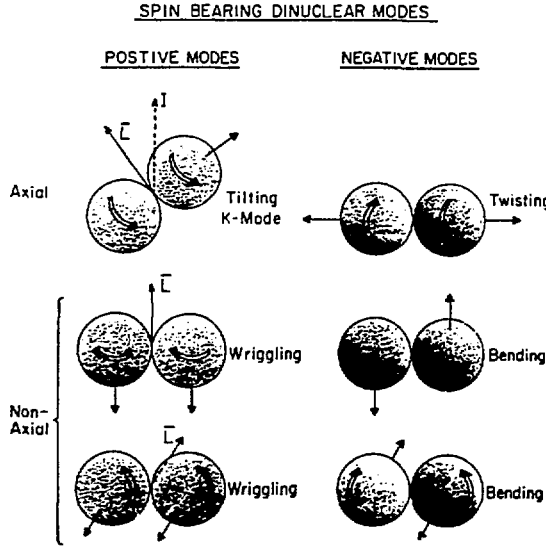 SPIN BEARING DINUCLEAR MODES
POSTIVE MODES
NEGATIVE MODES
I
L̅
Axial
Tilting
K-Mode
Twisting
L̅
Wriggling
Bending
Non-
Axial
L̅
Wriggling
Bending